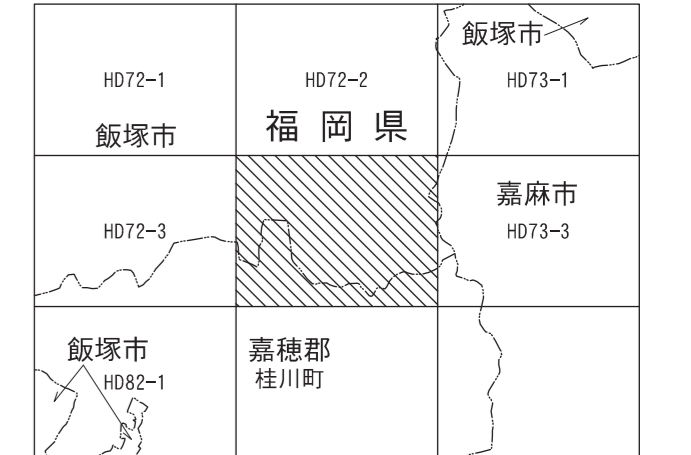 飯塚市
HD72-1
HD72-2
HD73-1
飯塚市
福岡県
HD72-3
嘉麻市
HD73-3
飯塚市
HD82-1
嘉穂郡
桂川町